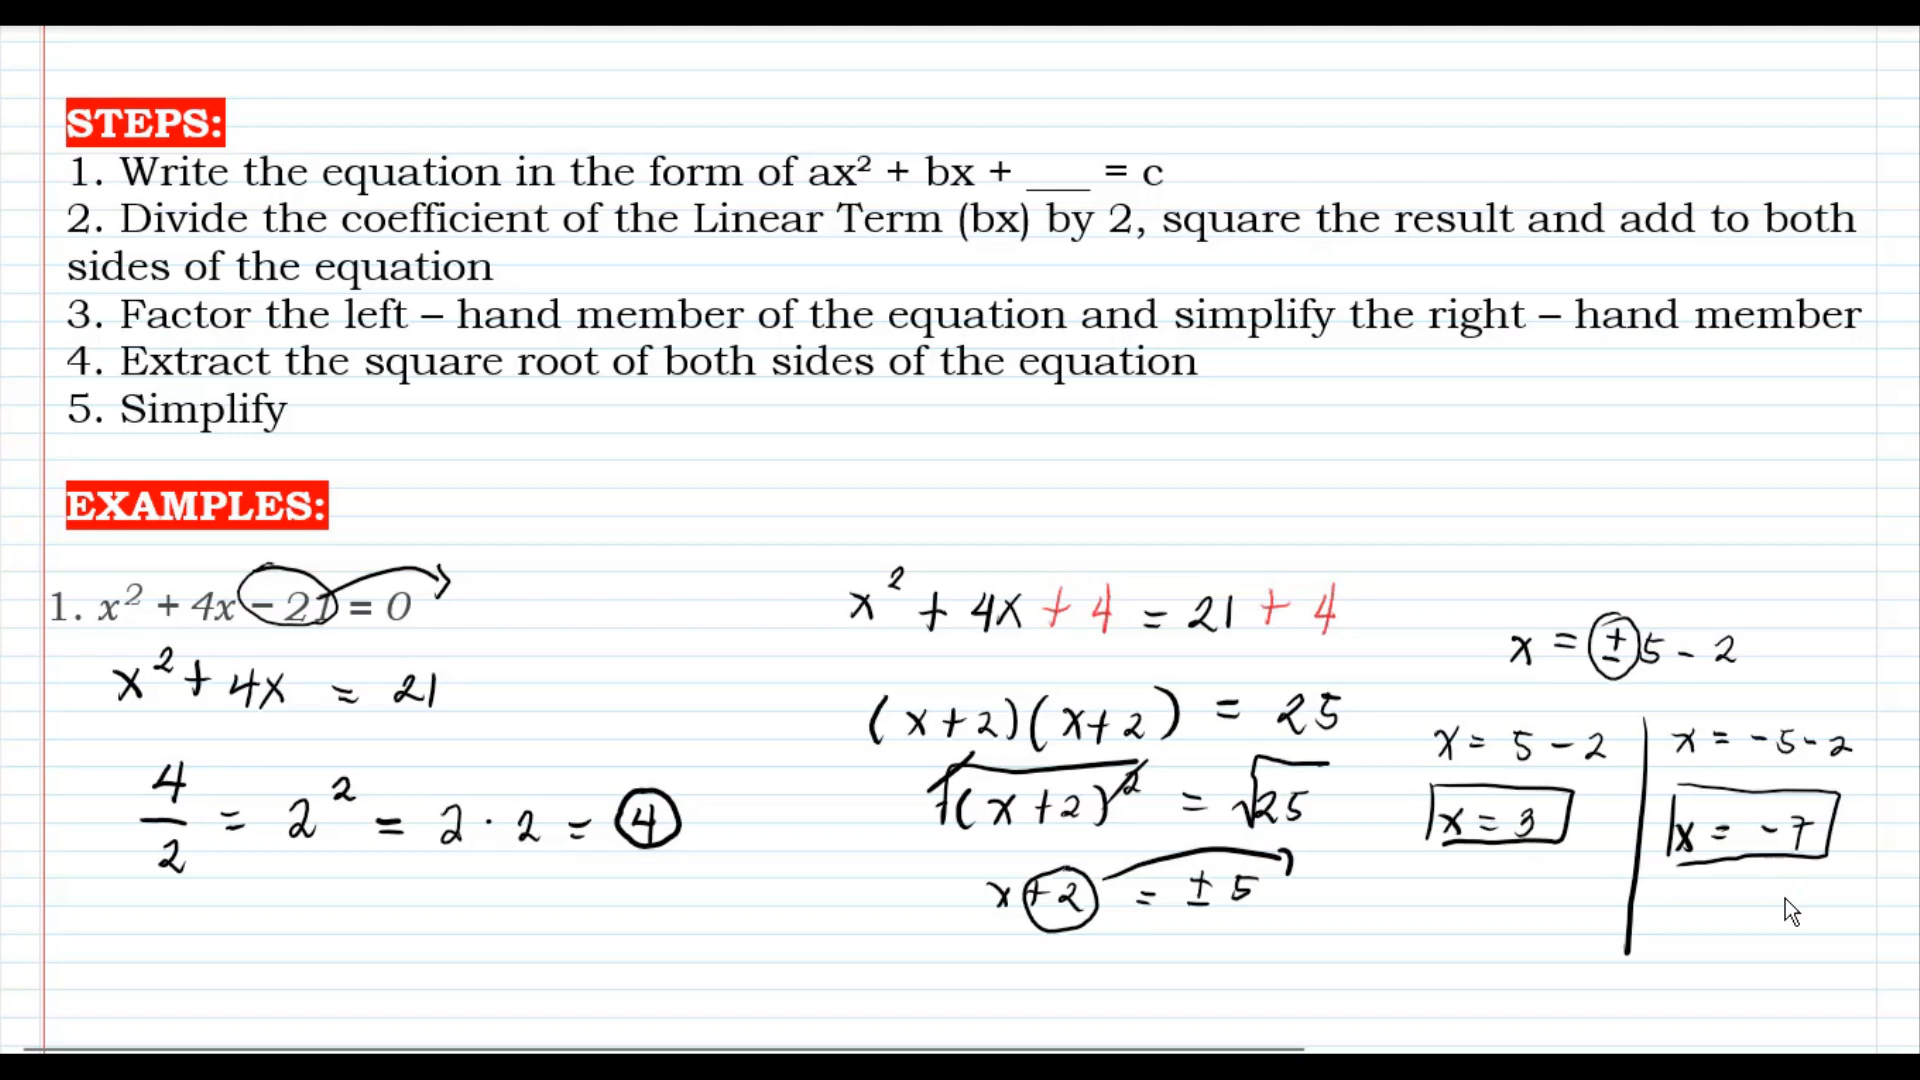 STEPS:
1. Write the equation in the form of ax² + bx + ___ = c
2. Divide the coefficient of the Linear Term (bx) by 2, square the result and add to both
sides of the equation
3. Factor the left – hand member of the equation and simplify the right – hand member
4. Extract the square root of both sides of the equation
5. Simplify
EXAMPLES:
1. x² + 4x – 21 = 0
x² + 4x = 21
4/2 = 2² = 2 · 2 = 4
x² + 4x + 4 = 21 + 4
(x+2)(x+2) = 25
√(x+2)² = √25
x + 2 = ± 5
x = ± 5 - 2
x = 5 - 2
x = 3
x = -5-2
x = -7